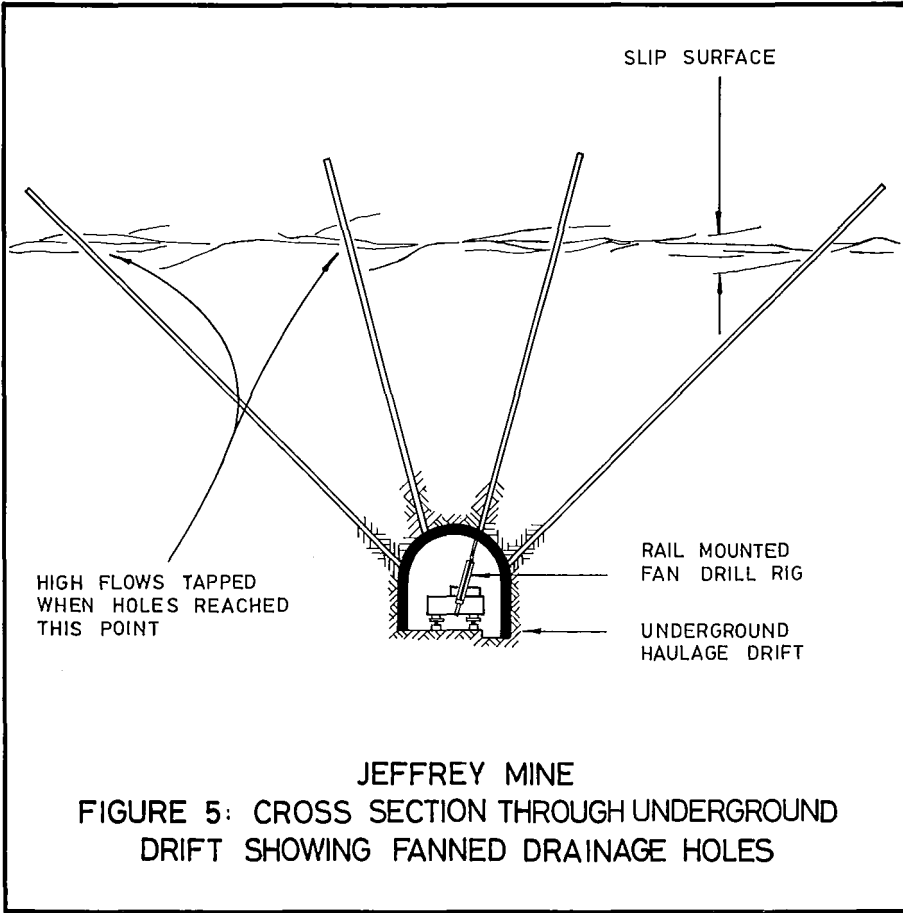 SLIP SURFACE
HIGH FLOWS TAPPED
WHEN HOLES REACHED
THIS POINT
RAIL MOUNTED
FAN DRILL RIG
UNDERGROUND
HAULAGE DRIFT
JEFFREY MINE
FIGURE 5: CROSS SECTION THROUGH UNDERGROUND
DRIFT SHOWING FANNED DRAINAGE HOLES